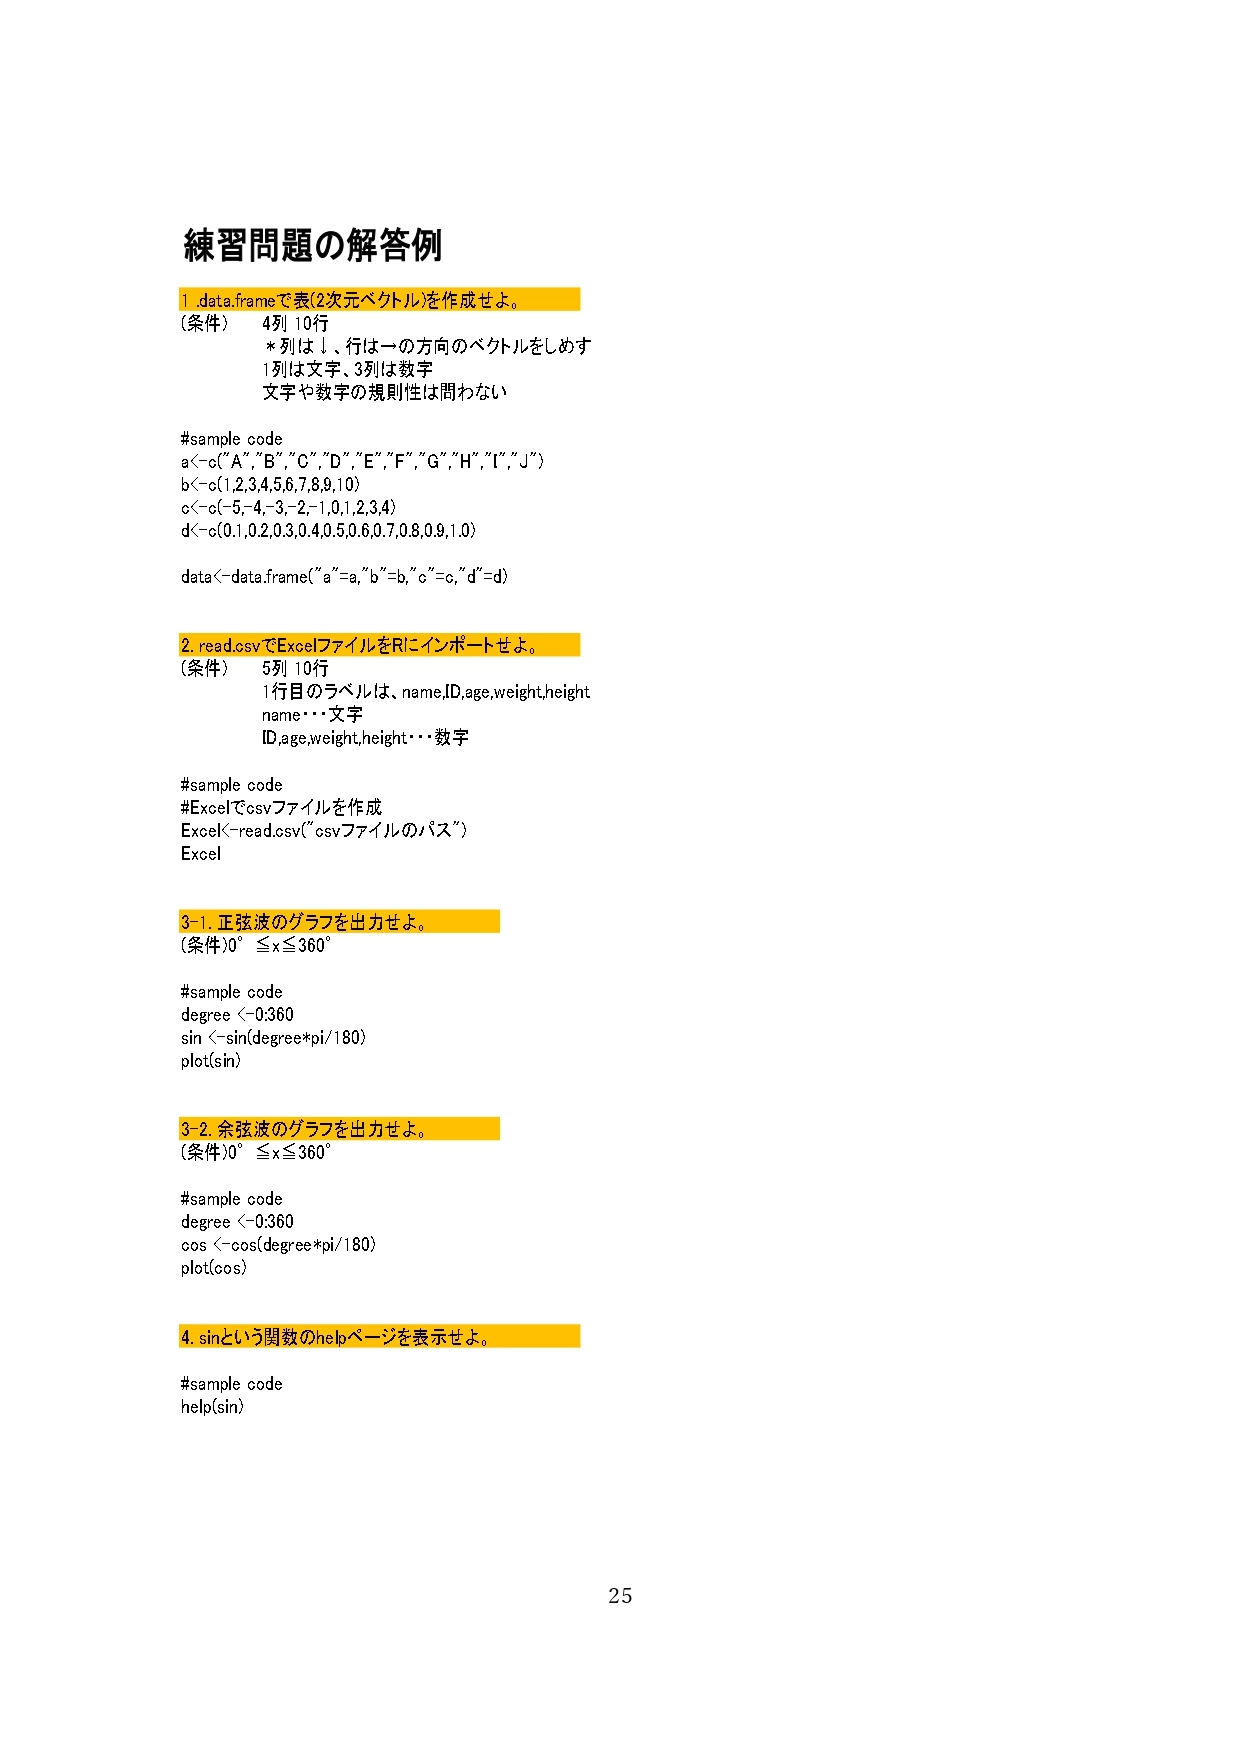 練習問題の解答例
1 .data.frameで表(2次元ベクトル)を作成せよ。
(条件) 4列 10行
＊列は↓、行は→の方向のベクトルをしめす
1列は文字、3列は数字
文字や数字の規則性は問わない
#sample code
a<-c("A","B","C","D","E","F","G","H","I","J")
b<-c(1,2,3,4,5,6,7,8,9,10)
c<-c(-5,-4,-3,-2,-1,0,1,2,3,4)
d<-c(0.1,0.2,0.3,0.4,0.5,0.6,0.7,0.8,0.9,1.0)
data<-data.frame("a"=a,"b"=b,"c"=c,"d"=d)
2. read.csvでExcelファイルをRにインポートせよ。
(条件) 5列 10行
1行目のラベルは、name,ID,age,weight,height
name・・・文字
ID,age,weight,height・・・数字
#sample code
#Excelでcsvファイルを作成
Excel<-read.csv("csvファイルのパス")
Excel
3-1. 正弦波のグラフを出力せよ。
(条件)0° ≦x≦360°
#sample code
degree <-0:360
sin <-sin(degree*pi/180)
plot(sin)
3-2. 余弦波のグラフを出力せよ。
(条件)0° ≦x≦360°
#sample code
degree <-0:360
cos <-cos(degree*pi/180)
plot(cos)
4. sinという関数のhelpページを表示せよ。
#sample code
help(sin)
25